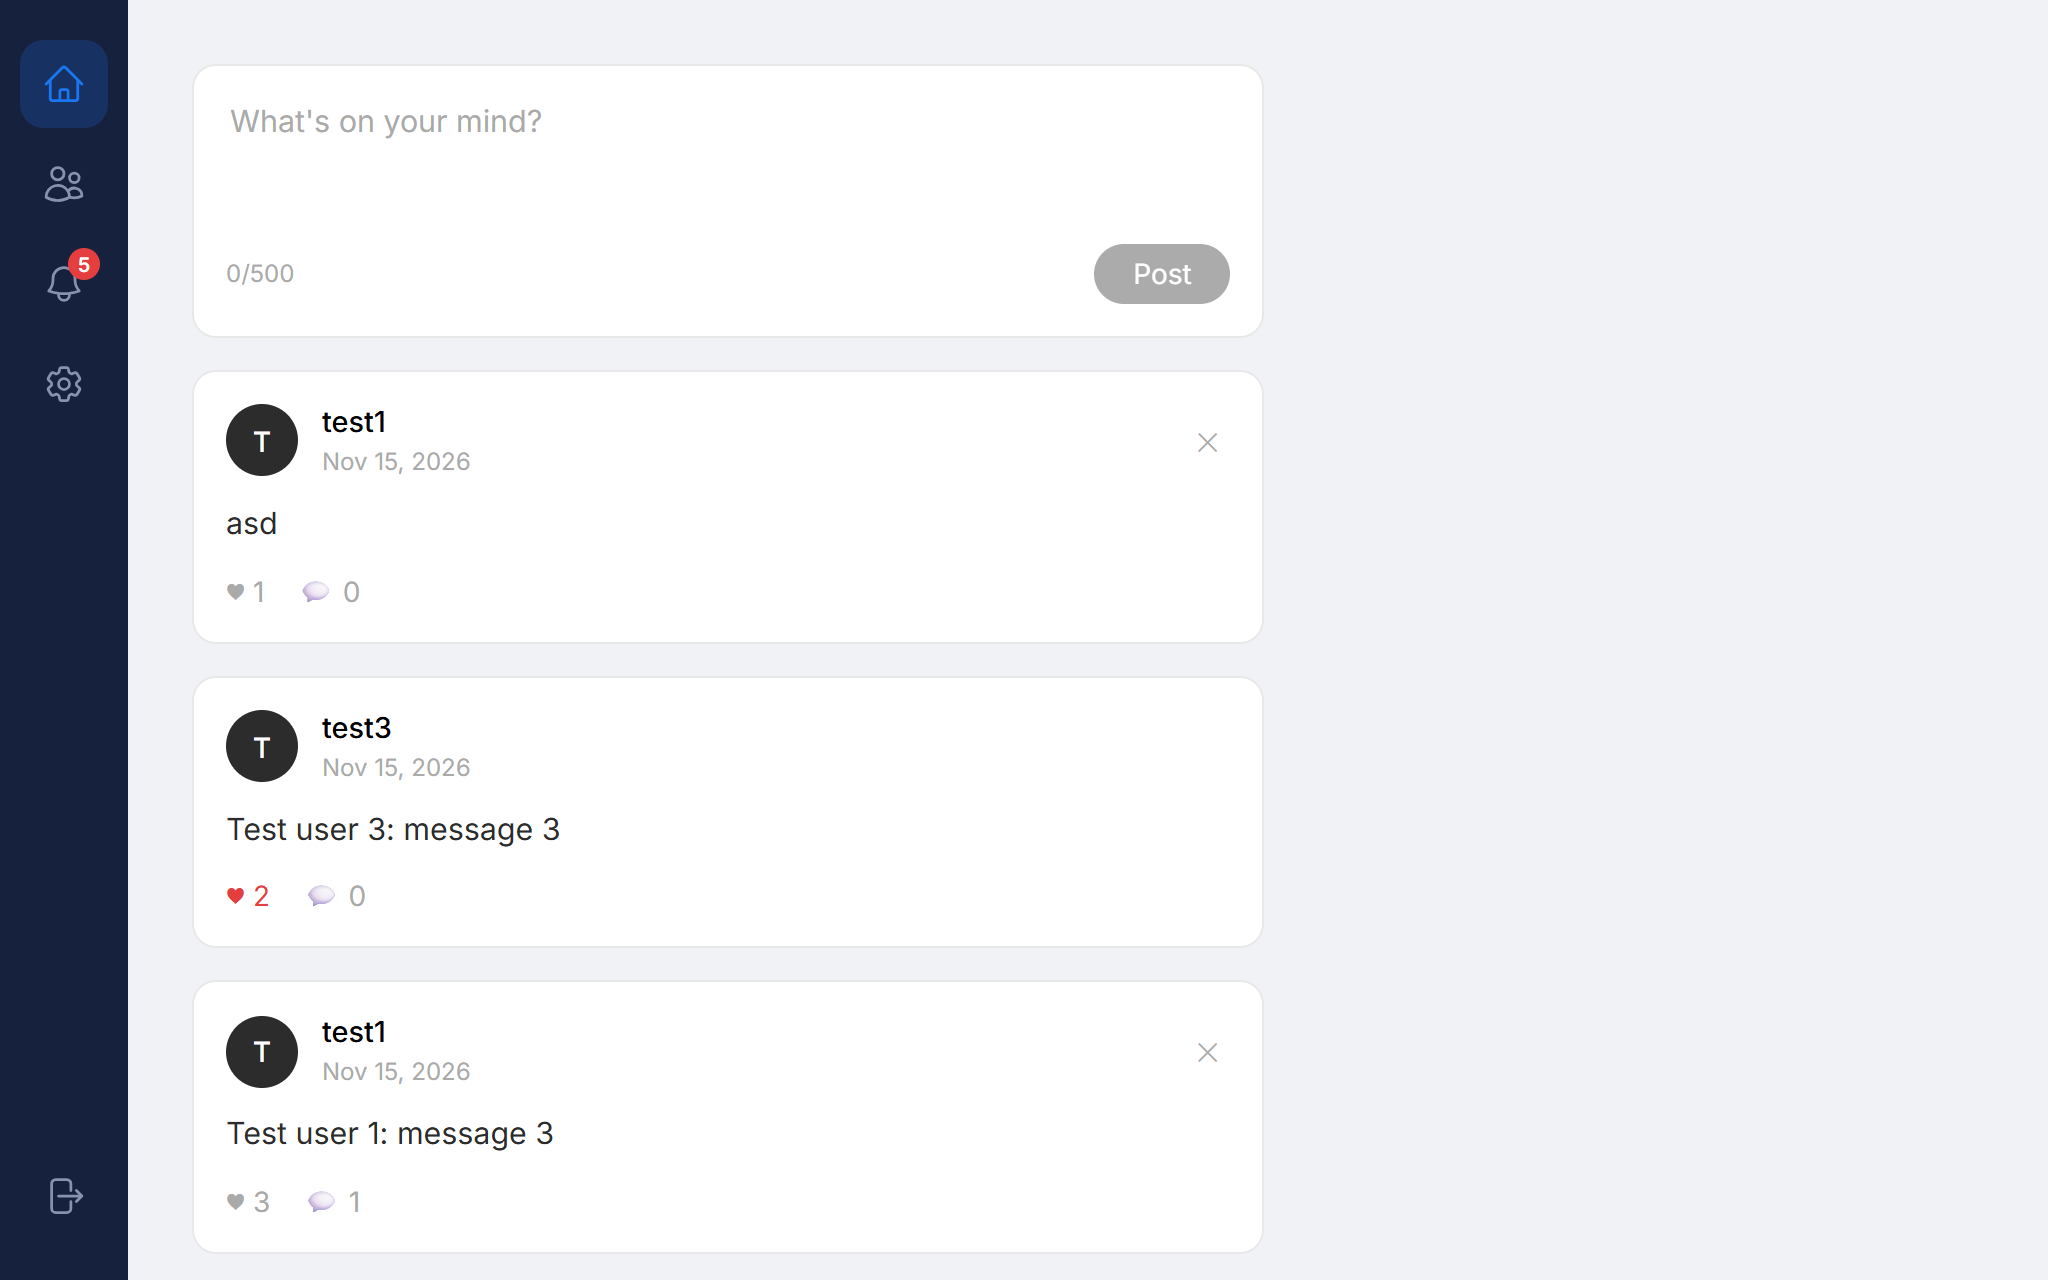 5
What's on your mind?
0/500
Post
T
test1
Nov 15, 2026
asd
1
0
T
test3
Nov 15, 2026
Test user 3: message 3
2
0
T
test1
Nov 15, 2026
Test user 1: message 3
3
1